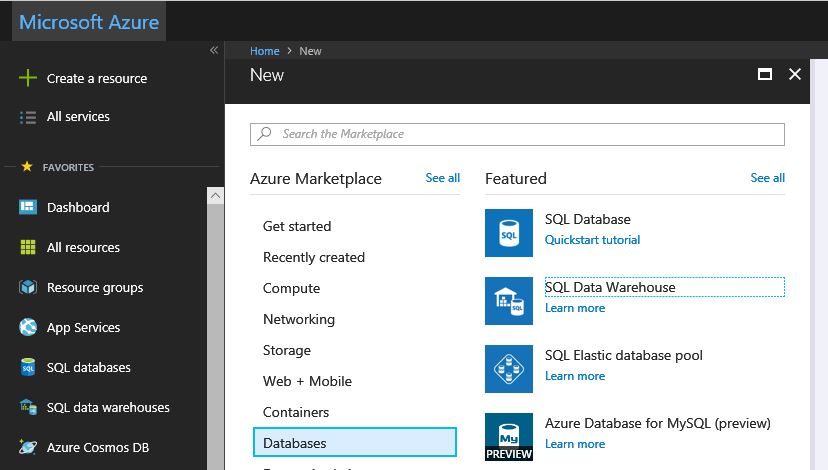 Microsoft Azure
«
Create a resource
All services
FAVORITES
Dashboard
All resources
Resource groups
App Services
SQL databases
SQL data warehouses
Azure Cosmos DB
Home > New
New
Search the Marketplace
Azure Marketplace
See all
Get started
Recently created
Compute
Networking
Storage
Web + Mobile
Containers
Databases
Featured
See all
SQL
SQL Database
Quickstart tutorial
SQL
SQL Data Warehouse
Learn more
SQL Elastic database pool
Learn more
My
PREVIEW
Azure Database for MySQL (preview)
Learn more